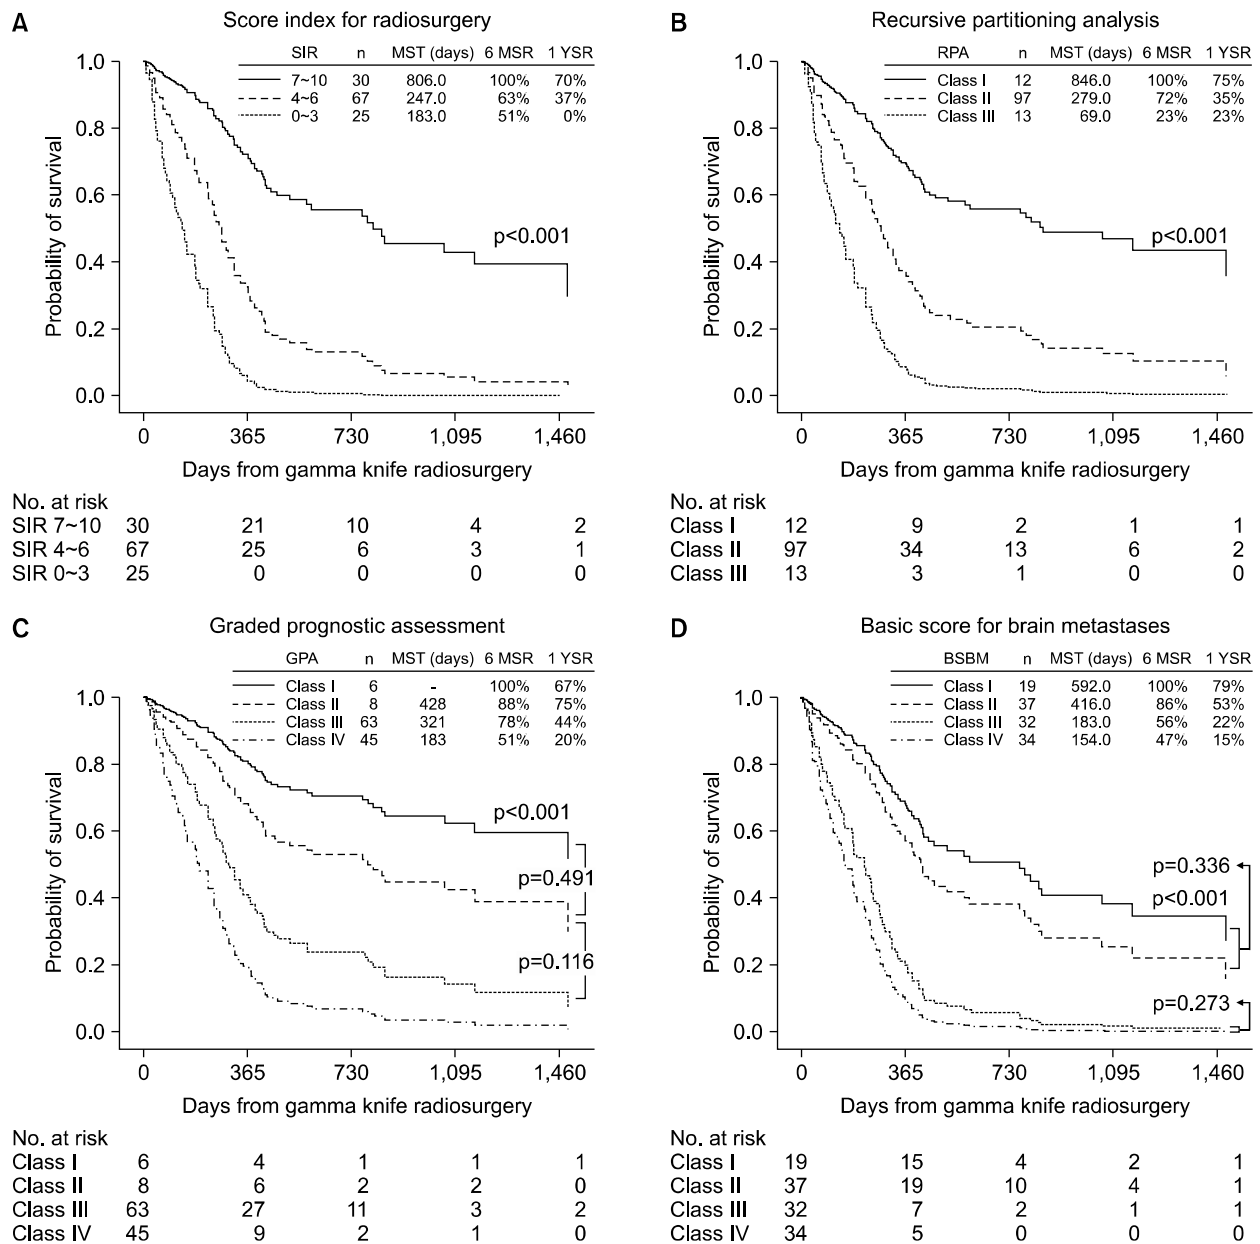 A Score index for radiosurgery
SIR n MST (days) 6 MSR 1 YSR
7~10 30 806.0 100% 70%
4~6 67 247.0 63% 37%
0~3 25 183.0 51% 0%
p<0.001
Probability of survival
1.0
0.8
0.6
0.4
0.2
0.0
0 365 730 1,095 1,460
Days from gamma knife radiosurgery
No. at risk
SIR 7~10 30 21 10 4 2
SIR 4~6 67 25 6 3 1
SIR 0~3 25 0 0 0 0
B Recursive partitioning analysis
RPA n MST (days) 6 MSR 1 YSR
Class I 12 846.0 100% 75%
Class II 97 279.0 72% 35%
Class III 13 69.0 23% 23%
p<0.001
Probability of survival
1.0
0.8
0.6
0.4
0.2
0.0
0 365 730 1,095 1,460
Days from gamma knife radiosurgery
No. at risk
Class I 12 9 2 1 1
Class II 97 34 13 6 2
Class III 13 3 1 0 0
C Graded prognostic assessment
GPA n MST (days) 6 MSR 1 YSR
Class I 6 - 100% 67%
Class II 8 428 88% 75%
Class III 63 321 78% 44%
Class IV 45 183 51% 20%
p<0.001
p=0.491
p=0.116
Probability of survival
1.0
0.8
0.6
0.4
0.2
0.0
0 365 730 1,095 1,460
Days from gamma knife radiosurgery
No. at risk
Class I 6 4 1 1 1
Class II 8 6 2 2 0
Class III 63 27 11 3 2
Class IV 45 9 2 1 0
D Basic score for brain metastases
BSBM n MST (days) 6 MSR 1 YSR
Class I 19 592.0 100% 79%
Class II 37 416.0 86% 53%
Class III 32 183.0 56% 22%
Class IV 34 154.0 47% 15%
p=0.336
p<0.001
p=0.273
Probability of survival
1.0
0.8
0.6
0.4
0.2
0.0
0 365 730 1,095 1,460
Days from gamma knife radiosurgery
No. at risk
Class I 19 15 4 2 1
Class II 37 19 10 4 1
Class III 32 7 2 1 1
Class IV 34 5 0 0 0